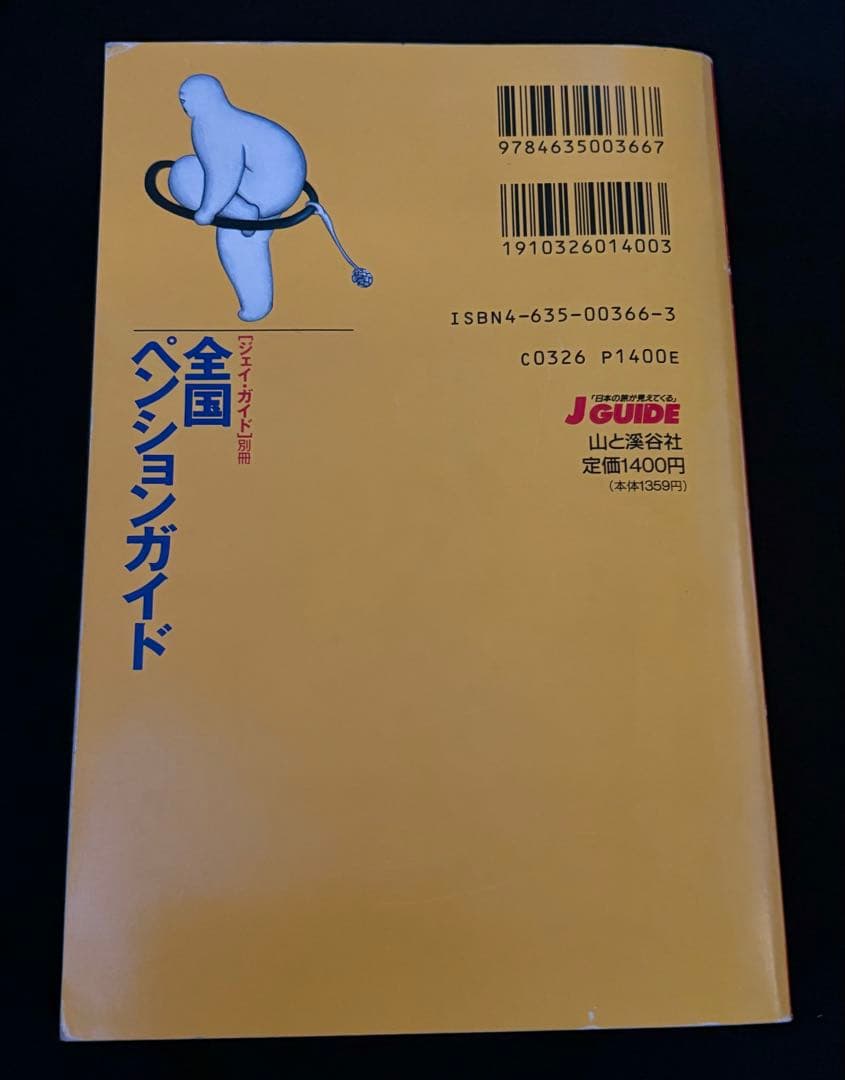 9784635003667
1910326014003
ISBN4-635-00366-3
C0326 P1400E
「日本の旅が見えてくる」
J GUIDE
山と溪谷社
定価1400円
（本体1359円）
［ジェイ・ガイド］別冊
全国
ペンションガイド